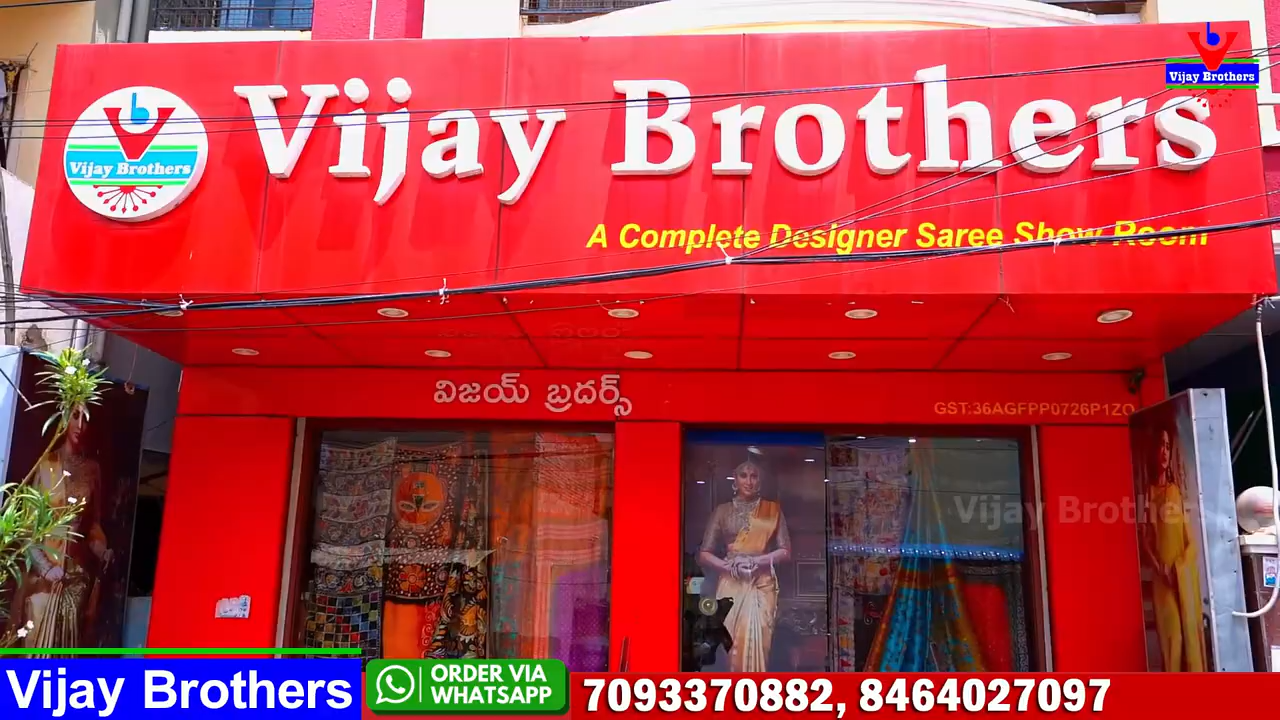 Vijay Brothers
Vijay Brothers
Vijay Brothers
A Complete Designer Saree Show Room
విజయ్ బ్రదర్స్
GST:36AGFPP0726P1ZO
Vijay Brothers
Vijay Brothers
ORDER VIA
WHATSAPP
7093370882, 8464027097